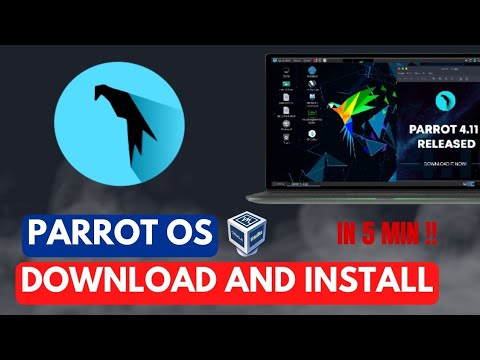 PARROT 4.11
RELEASED
DOWNLOAD IT NOW!
PARROT OS
IN 5 MIN !!
DOWNLOAD AND INSTALL